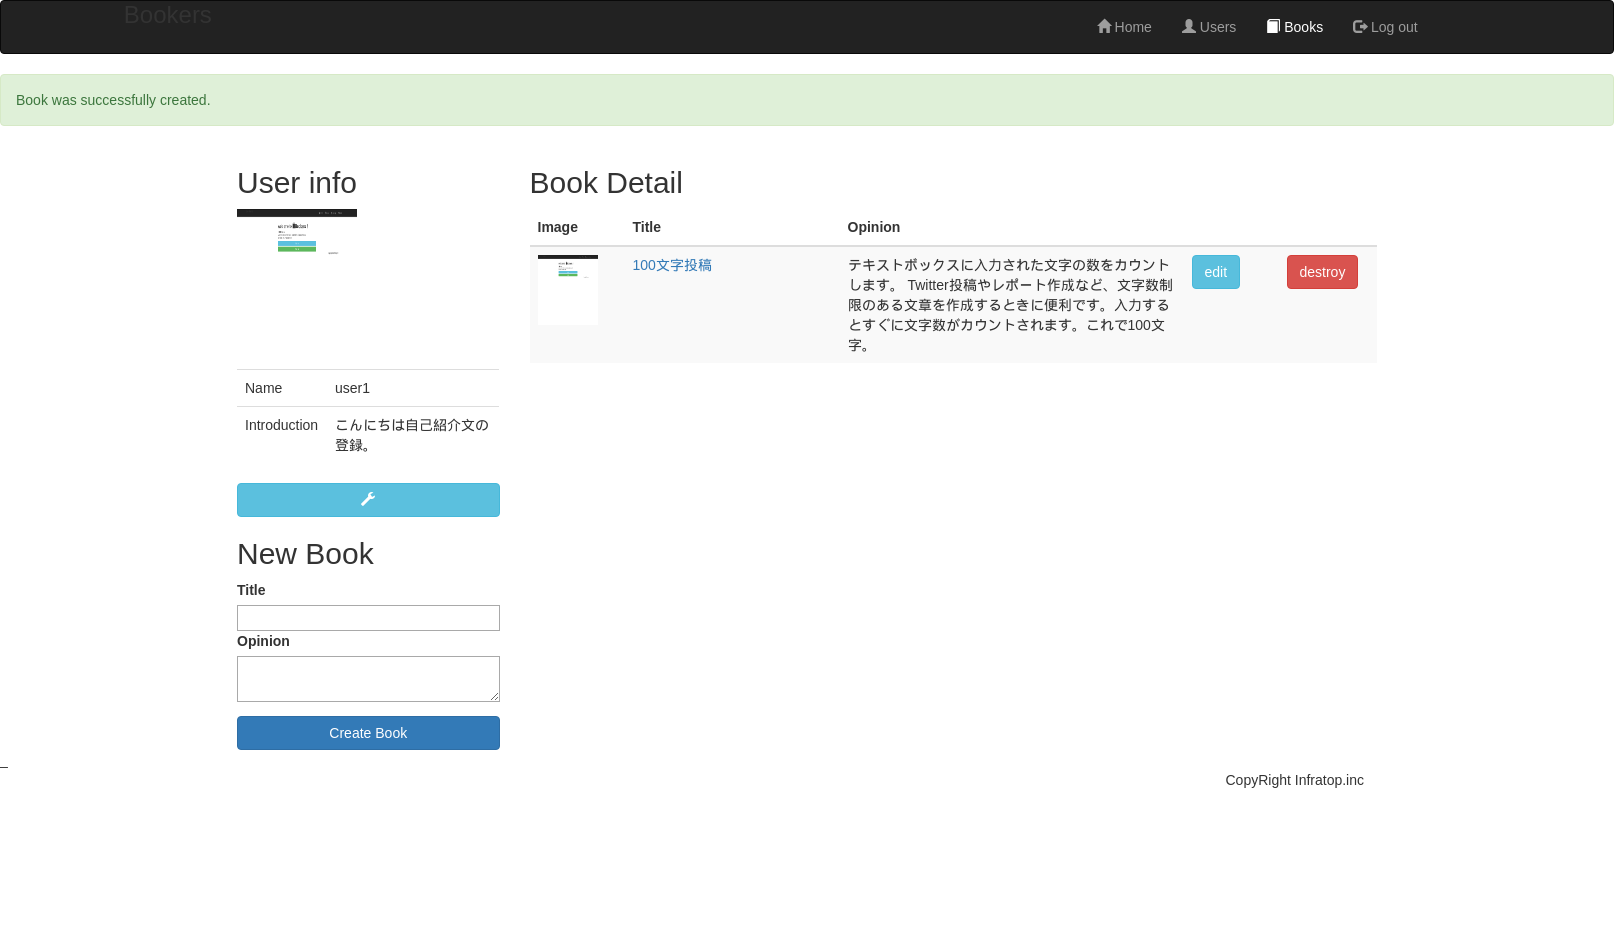 Bookers
Home Users Books Log out
Book was successfully created.
User info
Name user1
Introduction こんにちは自己紹介文の
登録。
New Book
Title
Opinion
Create Book
Book Detail
Image Title Opinion
100文字投稿
テキストボックスに入力された文字の数をカウント
します。 Twitter投稿やレポート作成など、文字数制
限のある文章を作成するときに便利です。入力する
とすぐに文字数がカウントされます。これで100文
字。
edit destroy
CopyRight Infratop.inc